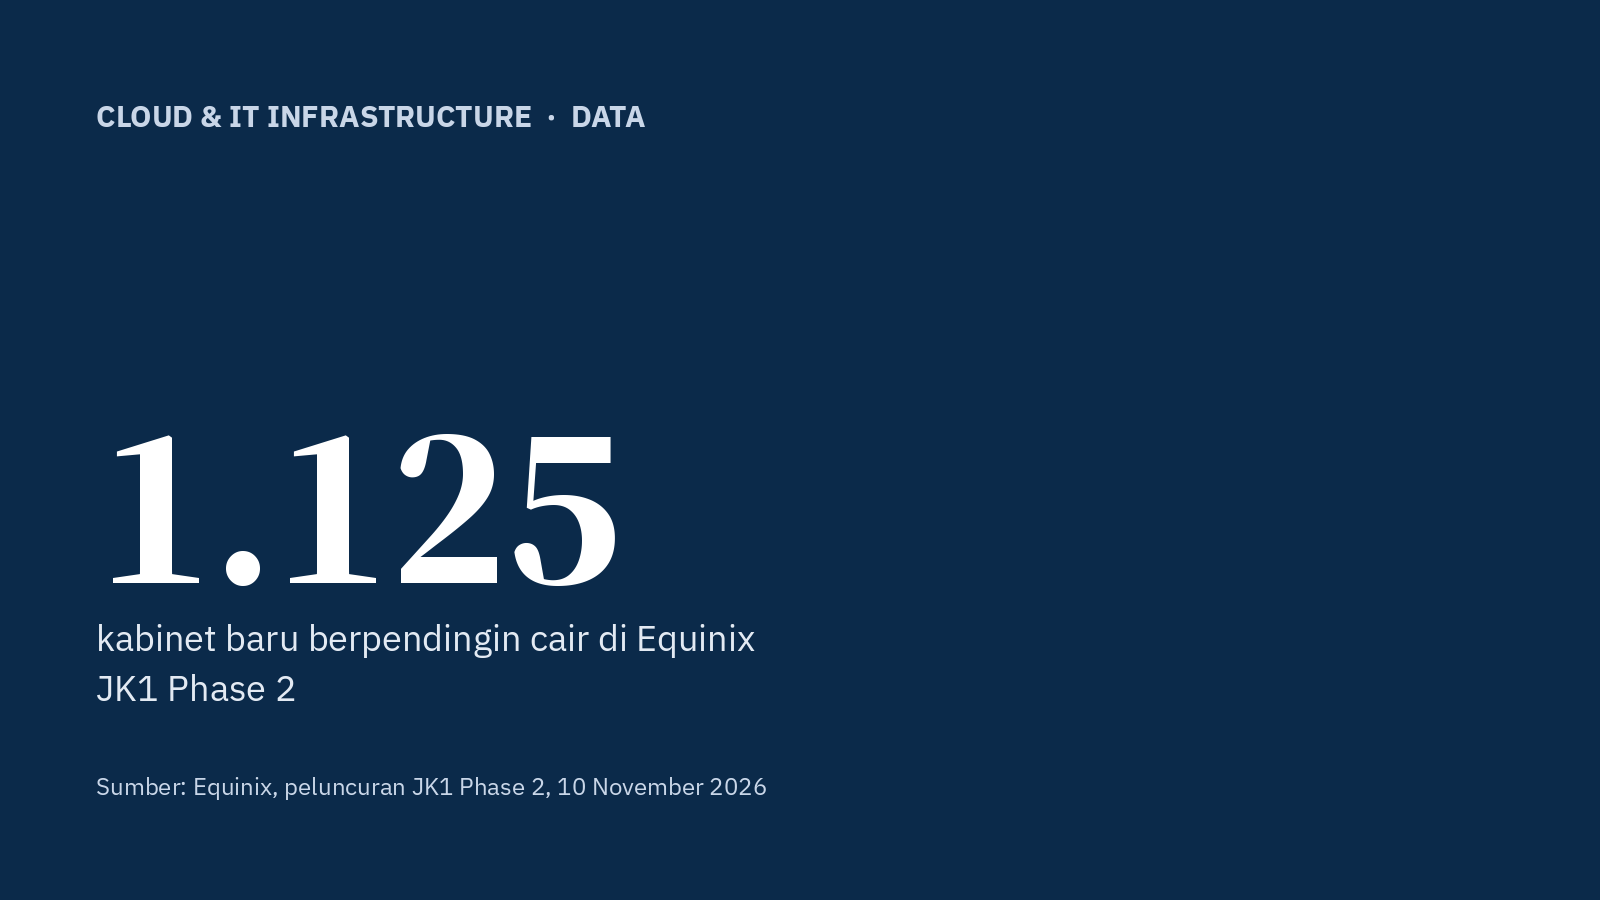 CLOUD & IT INFRASTRUCTURE · DATA
1.125
kabinet baru berpendingin cair di Equinix
JK1 Phase 2
Sumber: Equinix, peluncuran JK1 Phase 2, 10 November 2026